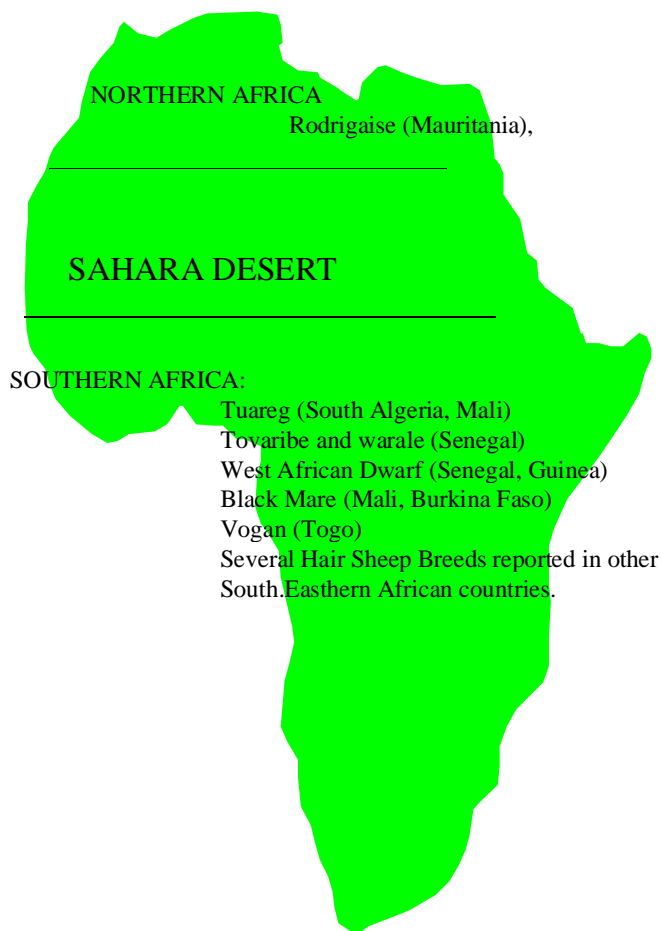 NORTHERN AFRICA
Rodrigaise (Mauritania),
SAHARA DESERT
SOUTHERN AFRICA:
Tuareg (South Algeria, Mali)
Tovaribe and warale (Senegal)
West African Dwarf (Senegal, Guinea)
Black Mare (Mali, Burkina Faso)
Vogan (Togo)
Several Hair Sheep Breeds reported in other
South.Easthern African countries.